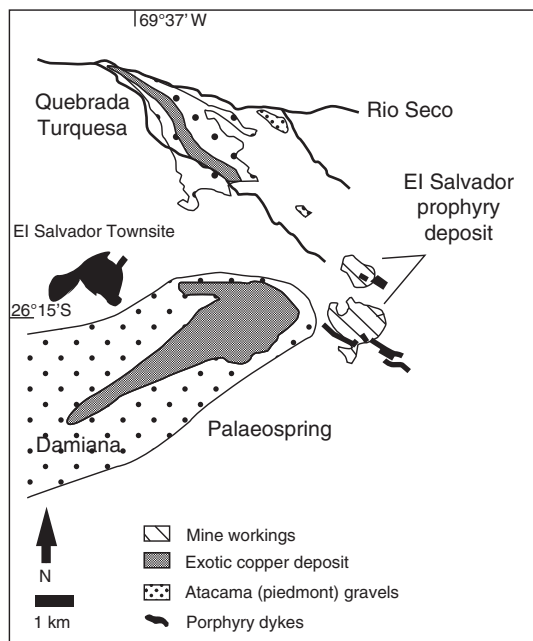 69°37' W
Quebrada
Turquesa
Rio Seco
El Salvador
prophyry
deposit
El Salvador Townsite
26°15'S
Damiana
Palaeospring
Mine workings
Exotic copper deposit
Atacama (piedmont) gravels
Porphyry dykes
N
1 km